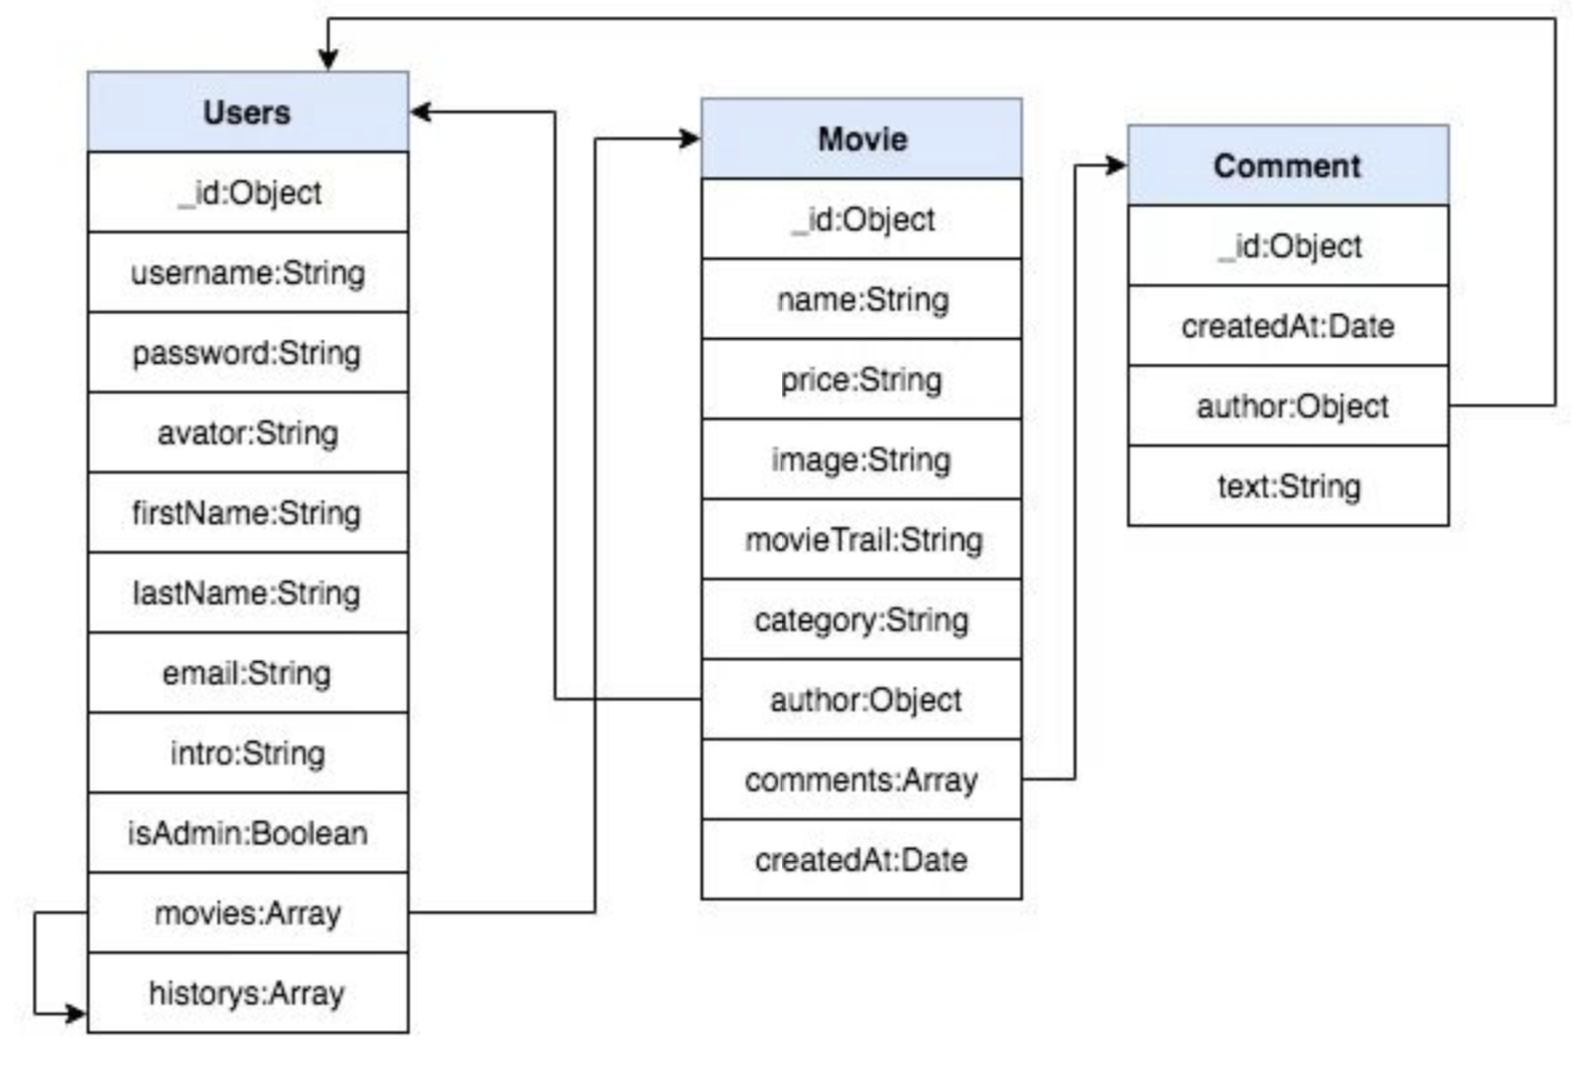 Users
_id:Object
username:String
password:String
avator:String
firstName:String
lastName:String
email:String
intro:String
isAdmin:Boolean
movies:Array
historys:Array
Movie
_id:Object
name:String
price:String
image:String
movieTrail:String
category:String
author:Object
comments:Array
createdAt:Date
Comment
_id:Object
createdAt:Date
author:Object
text:String